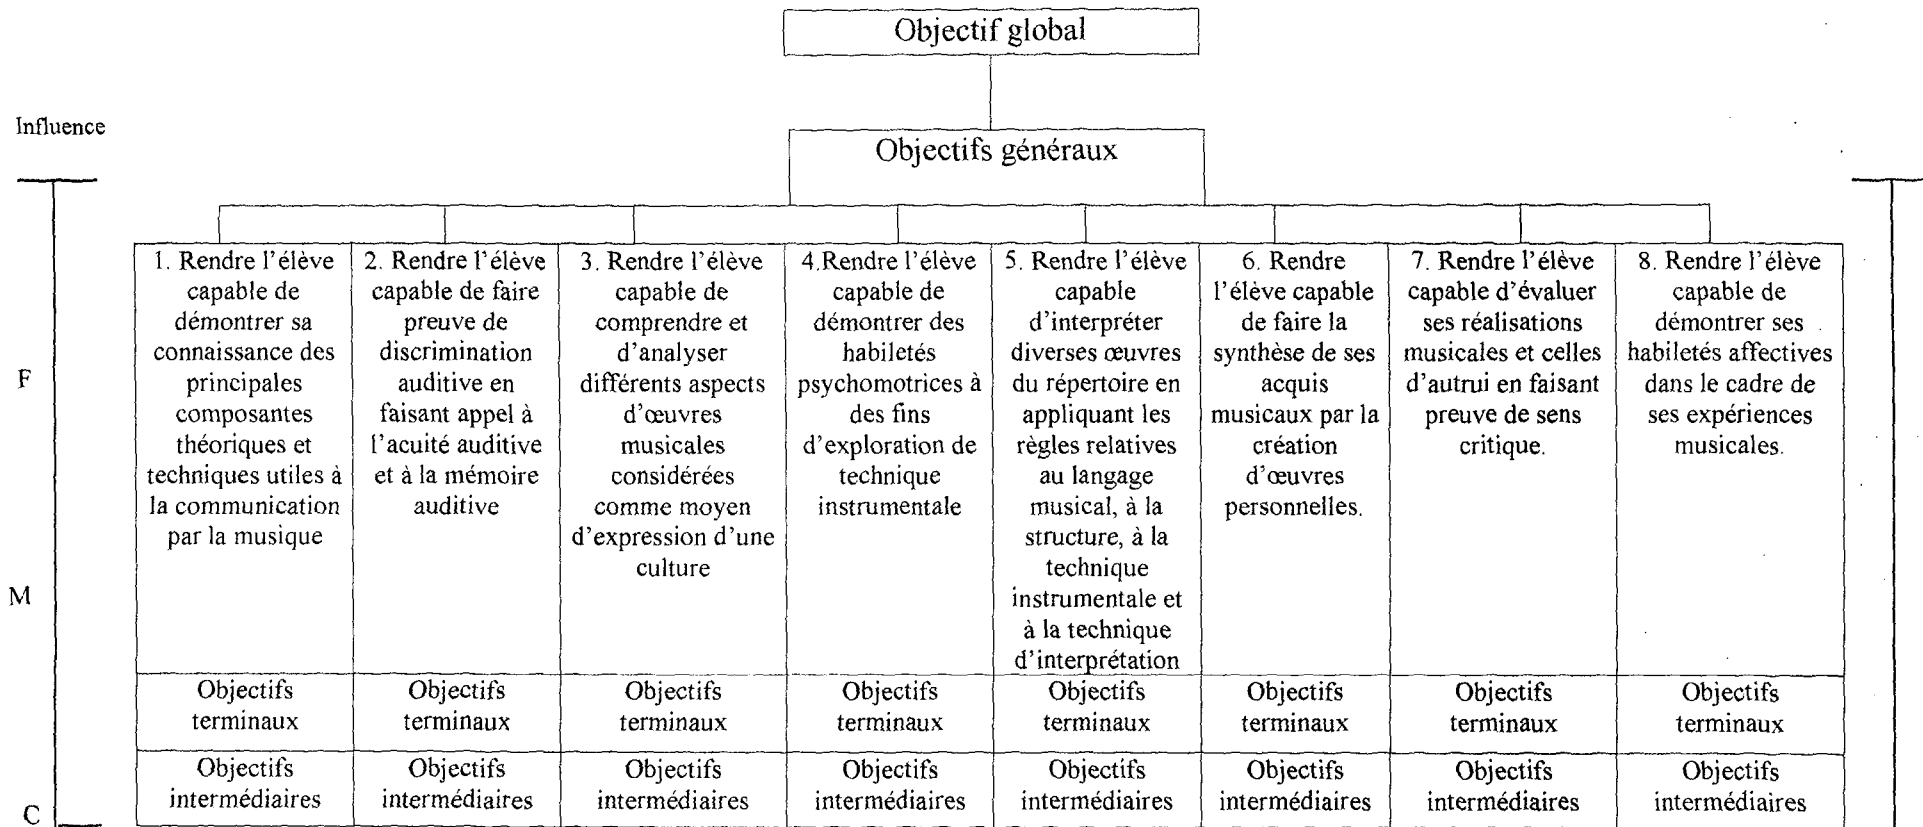 Objectif global
Influence
Objectifs généraux
1. Rendre l'élève
capable de
démontrer sa
connaissance des
principales
composantes
théoriques et
techniques utiles à
la communication
par la musique
2. Rendre l'élève
capable de faire
preuve de
discrimination
auditive en
faisant appel à
l'acuité auditive
et à la mémoire
auditive
3. Rendre l'élève
capable de
comprendre et
d'analyser
différents aspects
d'œuvres
musicales
considérées
comme moyen
d'expression d'une
culture
4.Rendre l'élève
capable de
démontrer des
habiletés
psychomotrices à
des fins
d'exploration de
technique
instrumentale
5. Rendre l'élève
capable
d'interpréter
diverses œuvres
du répertoire en
appliquant les
règles relatives
au langage
musical, à la
structure, à la
technique
instrumentale et
à la technique
d'interprétation
6. Rendre
l'élève capable
de faire la
synthèse de ses
acquis
musicaux par la
création
d'œuvres
personnelles.
7. Rendre l'élève
capable d'évaluer
ses réalisations
musicales et celles
d'autrui en faisant
preuve de sens
critique.
8. Rendre l'élève
capable de
démontrer ses
habiletés affectives
dans le cadre de
ses expériences
musicales.
F
M
C
Objectifs
terminaux
Objectifs
terminaux
Objectifs
terminaux
Objectifs
terminaux
Objectifs
terminaux
Objectifs
terminaux
Objectifs
terminaux
Objectifs
terminaux
Objectifs
intermédiaires
Objectifs
intermédiaires
Objectifs
intermédiaires
Objectifs
intermédiaires
Objectifs
intermédiaires
Objectifs
intermédiaires
Objectifs
intermédiaires
Objectifs
intermédiaires